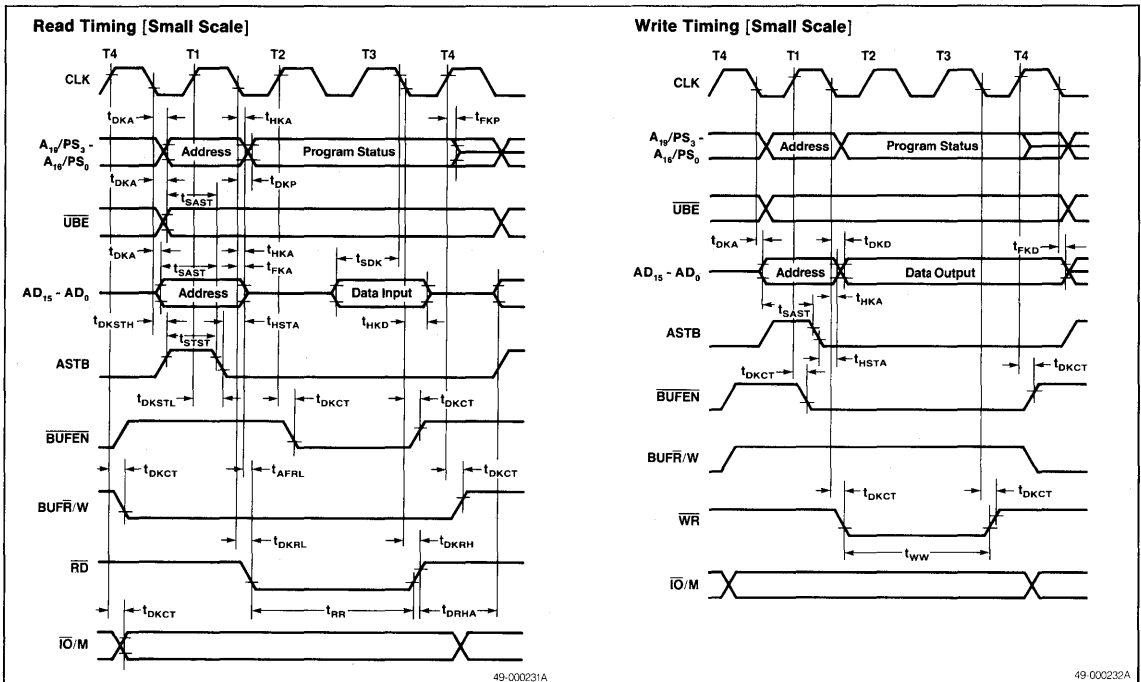 Read Timing [Small Scale]
T4 T1 T2 T3 T4
CLK
tDKA tHKA tFKP
A19/PS3 -
A16/PS0
Address Program Status
tDKA tDKP
tSAST
UBE
tDKA tHKA
tSAST tFKA tSDK
AD15 - AD0
Address Data Input
tDKSTH tHSTA tHKD
tSTST
ASTB
tDKSTL tDKCT tDKCT
BUFEN
tDKCT tAFRL tDKCT
BUFR/W
tDKRL tDKRH
RD
tDKCT tRR tDRHA
IO/M
49-000231A
Write Timing [Small Scale]
T4 T1 T2 T3 T4
CLK
A19/PS3 -
A16/PS0
Address Program Status
UBE
tDKA tDKD tFKD
AD15 - AD0
Address Data Output
tHKA
tSAST
ASTB
tHSTA
tDKCT tDKCT
BUFEN
BUFR/W
tDKCT tDKCT
WR
tWW
IO/M
49-000232A